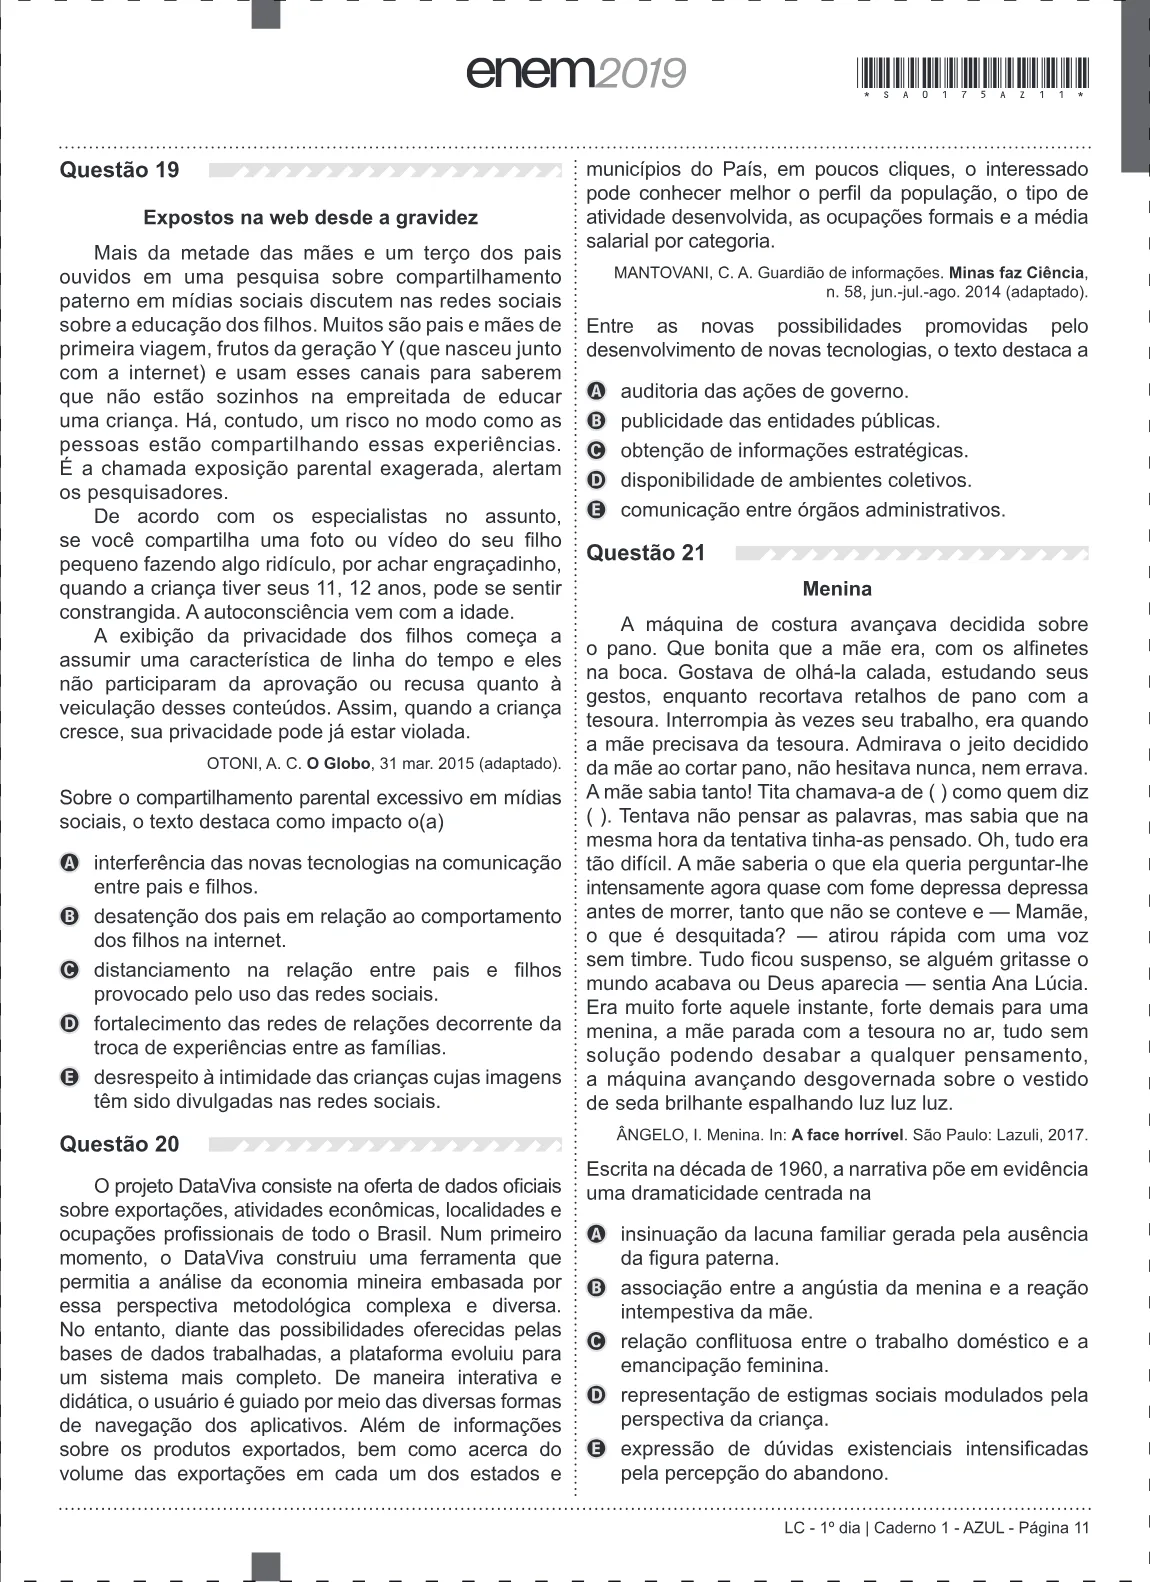 enem2019
*SA0175AZ11*
Questão 19
Expostos na web desde a gravidez
Mais da metade das mães e um terço dos pais
ouvidos em uma pesquisa sobre compartilhamento
paterno em mídias sociais discutem nas redes sociais
sobre a educação dos filhos. Muitos são pais e mães de
primeira viagem, frutos da geração Y (que nasceu junto
com a internet) e usam esses canais para saberem
que não estão sozinhos na empreitada de educar
uma criança. Há, contudo, um risco no modo como as
pessoas estão compartilhando essas experiências.
É a chamada exposição parental exagerada, alertam
os pesquisadores.
De acordo com os especialistas no assunto,
se você compartilha uma foto ou vídeo do seu filho
pequeno fazendo algo ridículo, por achar engraçadinho,
quando a criança tiver seus 11, 12 anos, pode se sentir
constrangida. A autoconsciência vem com a idade.
A exibição da privacidade dos filhos começa a
assumir uma característica de linha do tempo e eles
não participaram da aprovação ou recusa quanto à
veiculação desses conteúdos. Assim, quando a criança
cresce, sua privacidade pode já estar violada.
OTONI, A. C. O Globo, 31 mar. 2015 (adaptado).
Sobre o compartilhamento parental excessivo em mídias
sociais, o texto destaca como impacto o(a)
A interferência das novas tecnologias na comunicação
entre pais e filhos.
B desatenção dos pais em relação ao comportamento
dos filhos na internet.
C distanciamento na relação entre pais e filhos
provocado pelo uso das redes sociais.
D fortalecimento das redes de relações decorrente da
troca de experiências entre as famílias.
E desrespeito à intimidade das crianças cujas imagens
têm sido divulgadas nas redes sociais.
Questão 20
O projeto DataViva consiste na oferta de dados oficiais
sobre exportações, atividades econômicas, localidades e
ocupações profissionais de todo o Brasil. Num primeiro
momento, o DataViva construiu uma ferramenta que
permitia a análise da economia mineira embasada por
essa perspectiva metodológica complexa e diversa.
No entanto, diante das possibilidades oferecidas pelas
bases de dados trabalhadas, a plataforma evoluiu para
um sistema mais completo. De maneira interativa e
didática, o usuário é guiado por meio das diversas formas
de navegação dos aplicativos. Além de informações
sobre os produtos exportados, bem como acerca do
volume das exportações em cada um dos estados e
municípios do País, em poucos cliques, o interessado
pode conhecer melhor o perfil da população, o tipo de
atividade desenvolvida, as ocupações formais e a média
salarial por categoria.
MANTOVANI, C. A. Guardião de informações. Minas faz Ciência,
n. 58, jun.-jul.-ago. 2014 (adaptado).
Entre as novas possibilidades promovidas pelo
desenvolvimento de novas tecnologias, o texto destaca a
A auditoria das ações de governo.
B publicidade das entidades públicas.
C obtenção de informações estratégicas.
D disponibilidade de ambientes coletivos.
E comunicação entre órgãos administrativos.
Questão 21
Menina
A máquina de costura avançava decidida sobre
o pano. Que bonita que a mãe era, com os alfinetes
na boca. Gostava de olhá-la calada, estudando seus
gestos, enquanto recortava retalhos de pano com a
tesoura. Interrompia às vezes seu trabalho, era quando
a mãe precisava da tesoura. Admirava o jeito decidido
da mãe ao cortar pano, não hesitava nunca, nem errava.
A mãe sabia tanto! Tita chamava-a de ( ) como quem diz
( ). Tentava não pensar as palavras, mas sabia que na
mesma hora da tentativa tinha-as pensado. Oh, tudo era
tão difícil. A mãe saberia o que ela queria perguntar-lhe
intensamente agora quase com fome depressa depressa
antes de morrer, tanto que não se conteve e — Mamãe,
o que é desquitada? — atirou rápida com uma voz
sem timbre. Tudo ficou suspenso, se alguém gritasse o
mundo acabava ou Deus aparecia — sentia Ana Lúcia.
Era muito forte aquele instante, forte demais para uma
menina, a mãe parada com a tesoura no ar, tudo sem
solução podendo desabar a qualquer pensamento,
a máquina avançando desgovernada sobre o vestido
de seda brilhante espalhando luz luz luz.
ÂNGELO, I. Menina. In: A face horrível. São Paulo: Lazuli, 2017.
Escrita na década de 1960, a narrativa põe em evidência
uma dramaticidade centrada na
A insinuação da lacuna familiar gerada pela ausência
da figura paterna.
B associação entre a angústia da menina e a reação
intempestiva da mãe.
C relação conflituosa entre o trabalho doméstico e a
emancipação feminina.
D representação de estigmas sociais modulados pela
perspectiva da criança.
E expressão de dúvidas existenciais intensificadas
pela percepção do abandono.
LC - 1º dia | Caderno 1 - AZUL - Página 11